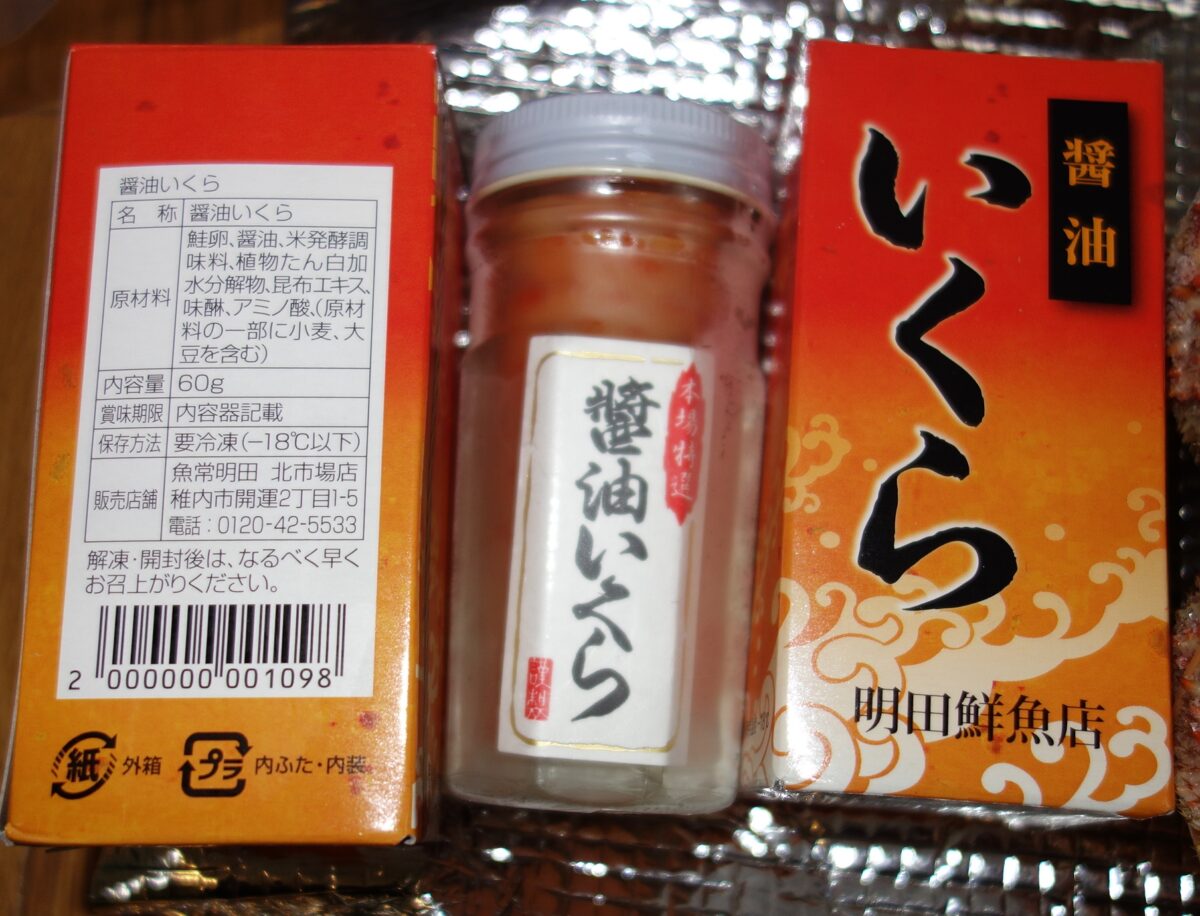 醤油いくら
名 称 醤油いくら
原材料 鮭卵、醤油、米発酵調
味料、植物たん白加
水分解物、昆布エキス、
味醂、アミノ酸、(原材
料の一部に小麦、大
豆を含む)
内容量 60g
賞味期限 内容器記載
保存方法 要冷凍(−18℃以下)
販売店舗 魚常明田 北市場店
稚内市開運2丁目1-5
電話:0120-42-5533
解凍・開封後は、なるべく早く
お召上がりください。
2 000000 001098
紙 外箱 プラ 内ふた・内装
本場特選
醤油いくら
謹製
醤油
いくら
明田鮮魚店